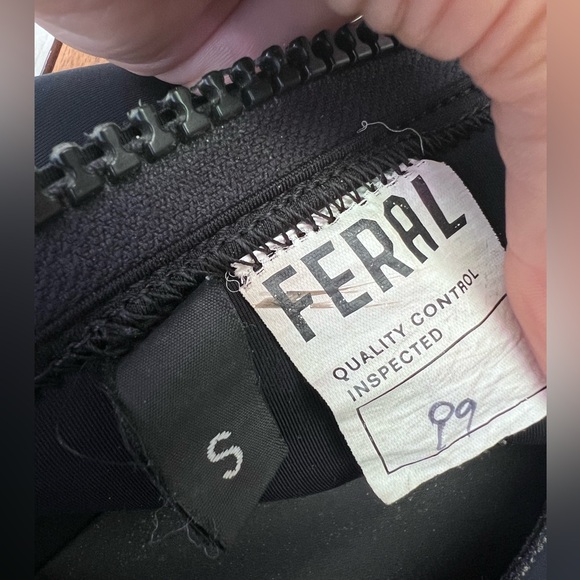 FERAL
QUALITY CONTROL
INSPECTED
99
S